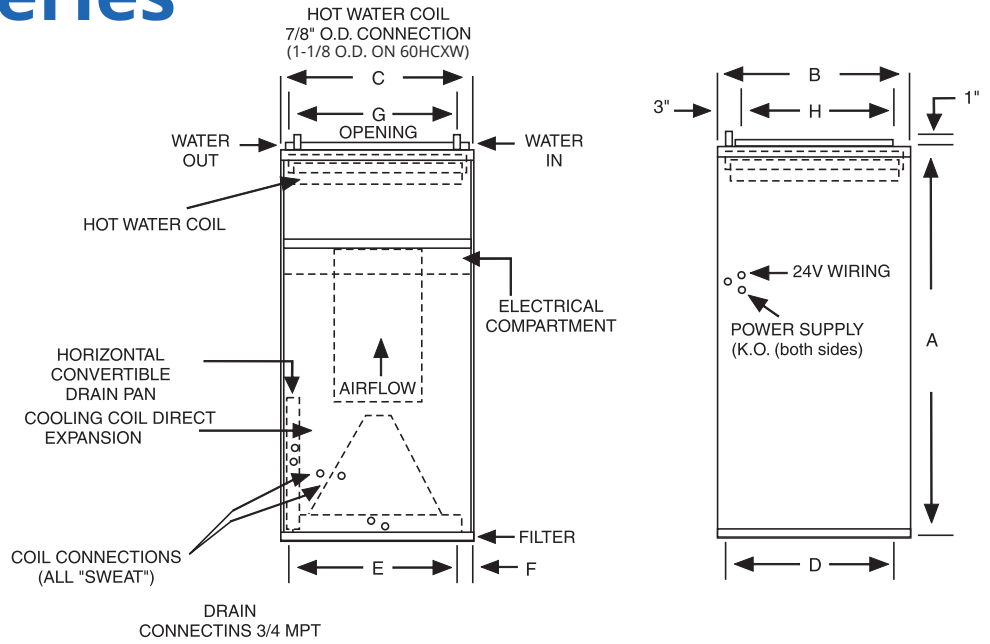 eries
HOT WATER COIL
7/8" O.D. CONNECTION
(1-1/8 O.D. ON 60HCXW)
C
G
OPENING
WATER
OUT
WATER
IN
HOT WATER COIL
ELECTRICAL
COMPARTMENT
HORIZONTAL
CONVERTIBLE
DRAIN PAN
AIRFLOW
COOLING COIL DIRECT
EXPANSION
COIL CONNECTIONS
(ALL "SWEAT")
FILTER
E
F
DRAIN
CONNECTINS 3/4 MPT
B
3"
H
1"
24V WIRING
POWER SUPPLY
(K.O. (both sides)
A
D